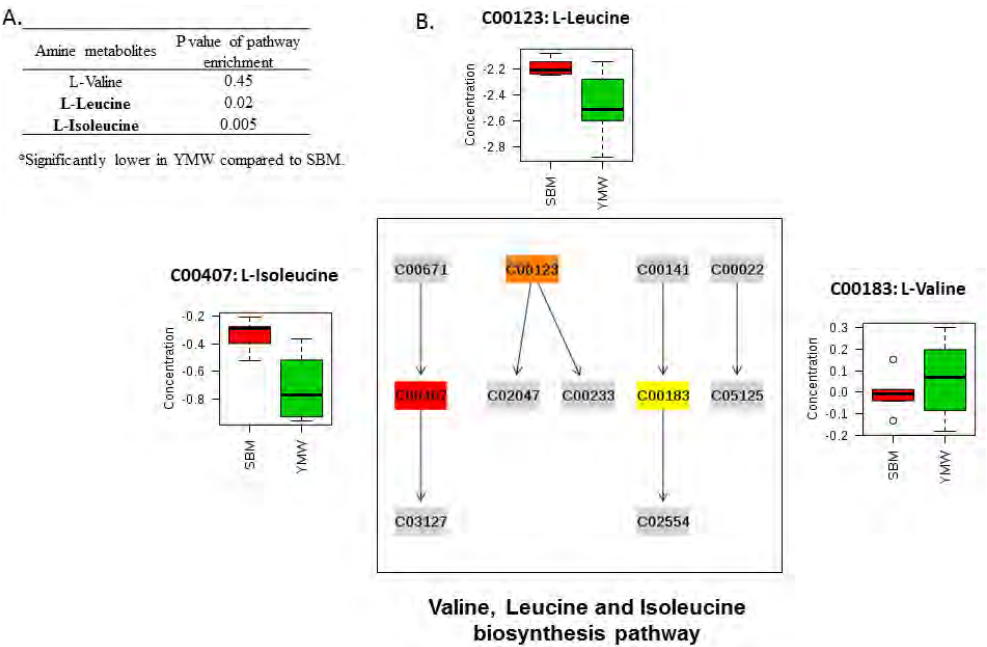 A.
Amine metabolites P value of pathway enrichment
L-Valine 0.45
L-Leucine 0.02
L-Isoleucine 0.005
ªSignificantly lower in YMW compared to SBM.
B.
C00123: L-Leucine
Concentration
-2.2
-2.4
-2.6
-2.8
SBM
YMW
C00407: L-Isoleucine
Concentration
-0.2
-0.4
-0.6
-0.8
SBM
YMW
C00671 C00123 C00141 C00022
C00407 C02047 C00233 C00183 C05125
C03127 C02554
C00183: L-Valine
Concentration
0.3
0.2
0.1
0.0
-0.1
-0.2
SBM
YMW
Valine, Leucine and Isoleucine
biosynthesis pathway